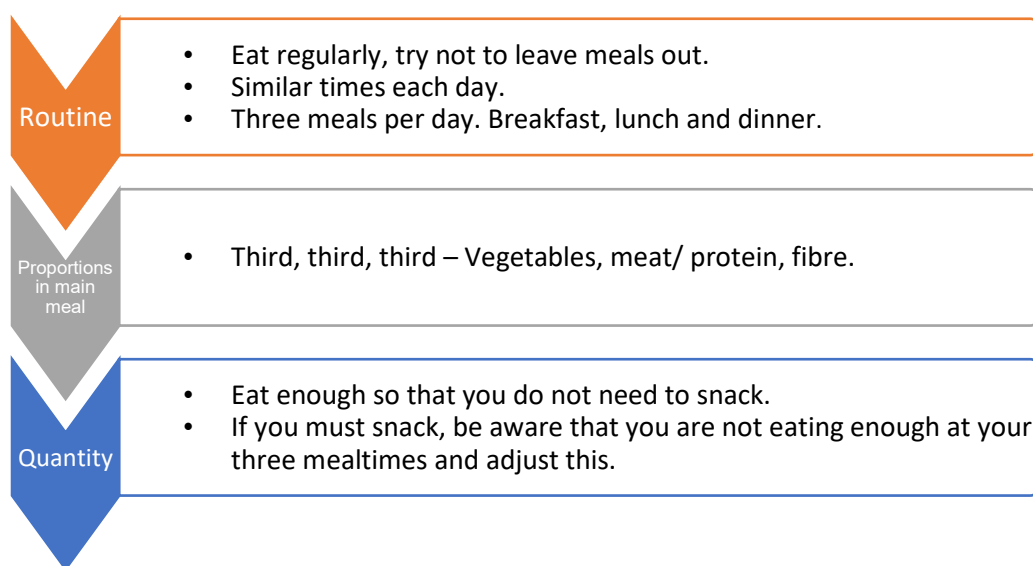 Routine
• Eat regularly, try not to leave meals out.
• Similar times each day.
• Three meals per day. Breakfast, lunch and dinner.
Proportions
in main
meal
• Third, third, third – Vegetables, meat/ protein, fibre.
Quantity
• Eat enough so that you do not need to snack.
• If you must snack, be aware that you are not eating enough at your
three mealtimes and adjust this.